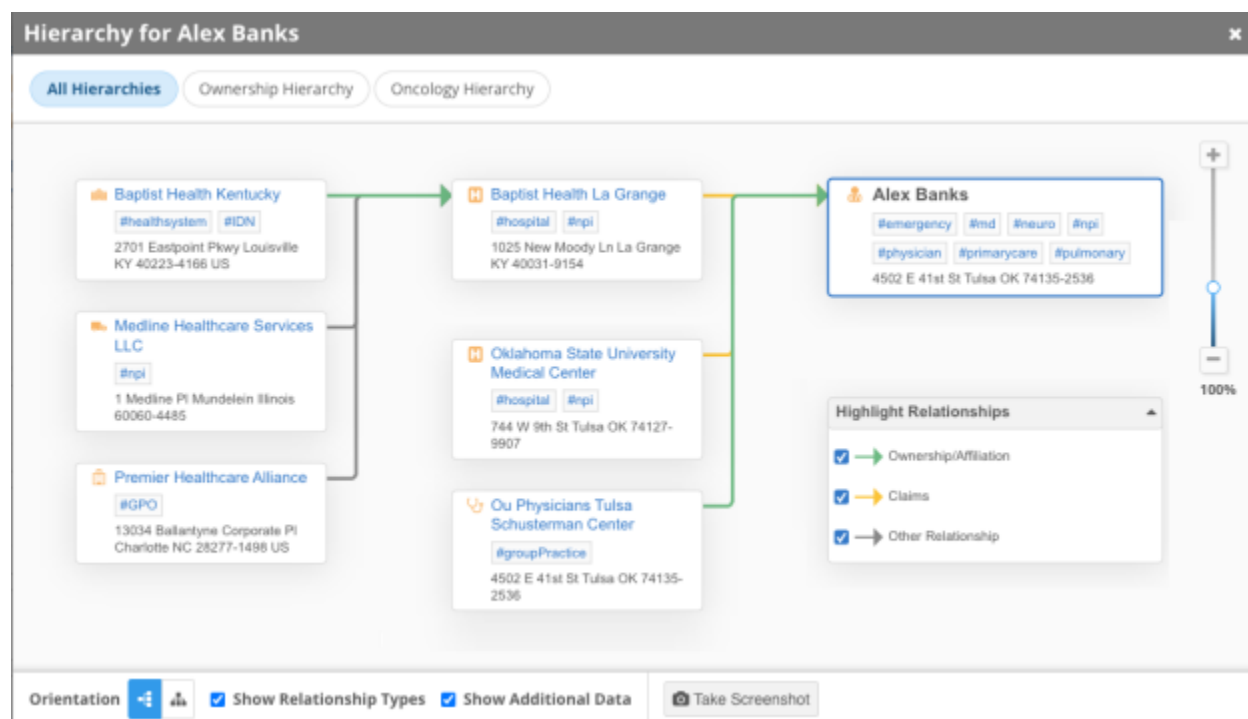 Hierarchy for Alex Banks
All Hierarchies
Ownership Hierarchy
Oncology Hierarchy
Baptist Health Kentucky
#healthsystem #IDN
2701 Eastpoint Pkwy Louisville
KY 40223-4166 US
Medline Healthcare Services
LLC
#npi
1 Medline Pl Mundelein Illinois
60060-4485
Premier Healthcare Alliance
#GPO
13034 Ballantyne Corporate Pl
Charlotte NC 28277-1498 US
Baptist Health La Grange
#hospital #npi
1025 New Moody Ln La Grange
KY 40031-9154
Oklahoma State University
Medical Center
#hospital #npi
744 W 9th St Tulsa OK 74127-
9907
Ou Physicians Tulsa
Schusterman Center
#groupPractice
4502 E 41st St Tulsa OK 74135-
2536
Alex Banks
#emergency #md #neuro #npi
#physician #primarycare #pulmonary
4502 E 41st St Tulsa OK 74135-2536
100%
Highlight Relationships
Ownership/Affiliation
Claims
Other Relationship
Orientation
Show Relationship Types
Show Additional Data
Take Screenshot